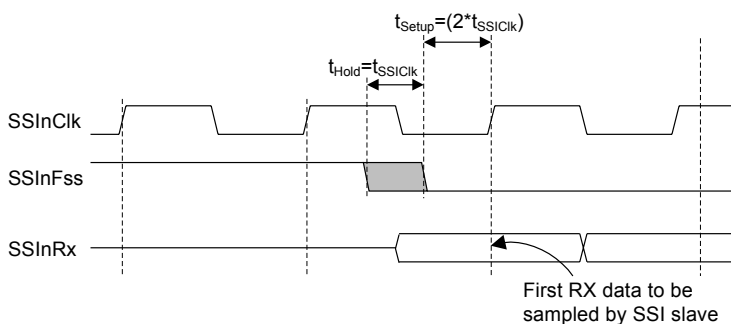 tSetup=(2*tSSIClk)
tHold=tSSIClk
SSInClk
SSInFss
SSInRx
First RX data to be
sampled by SSI slave